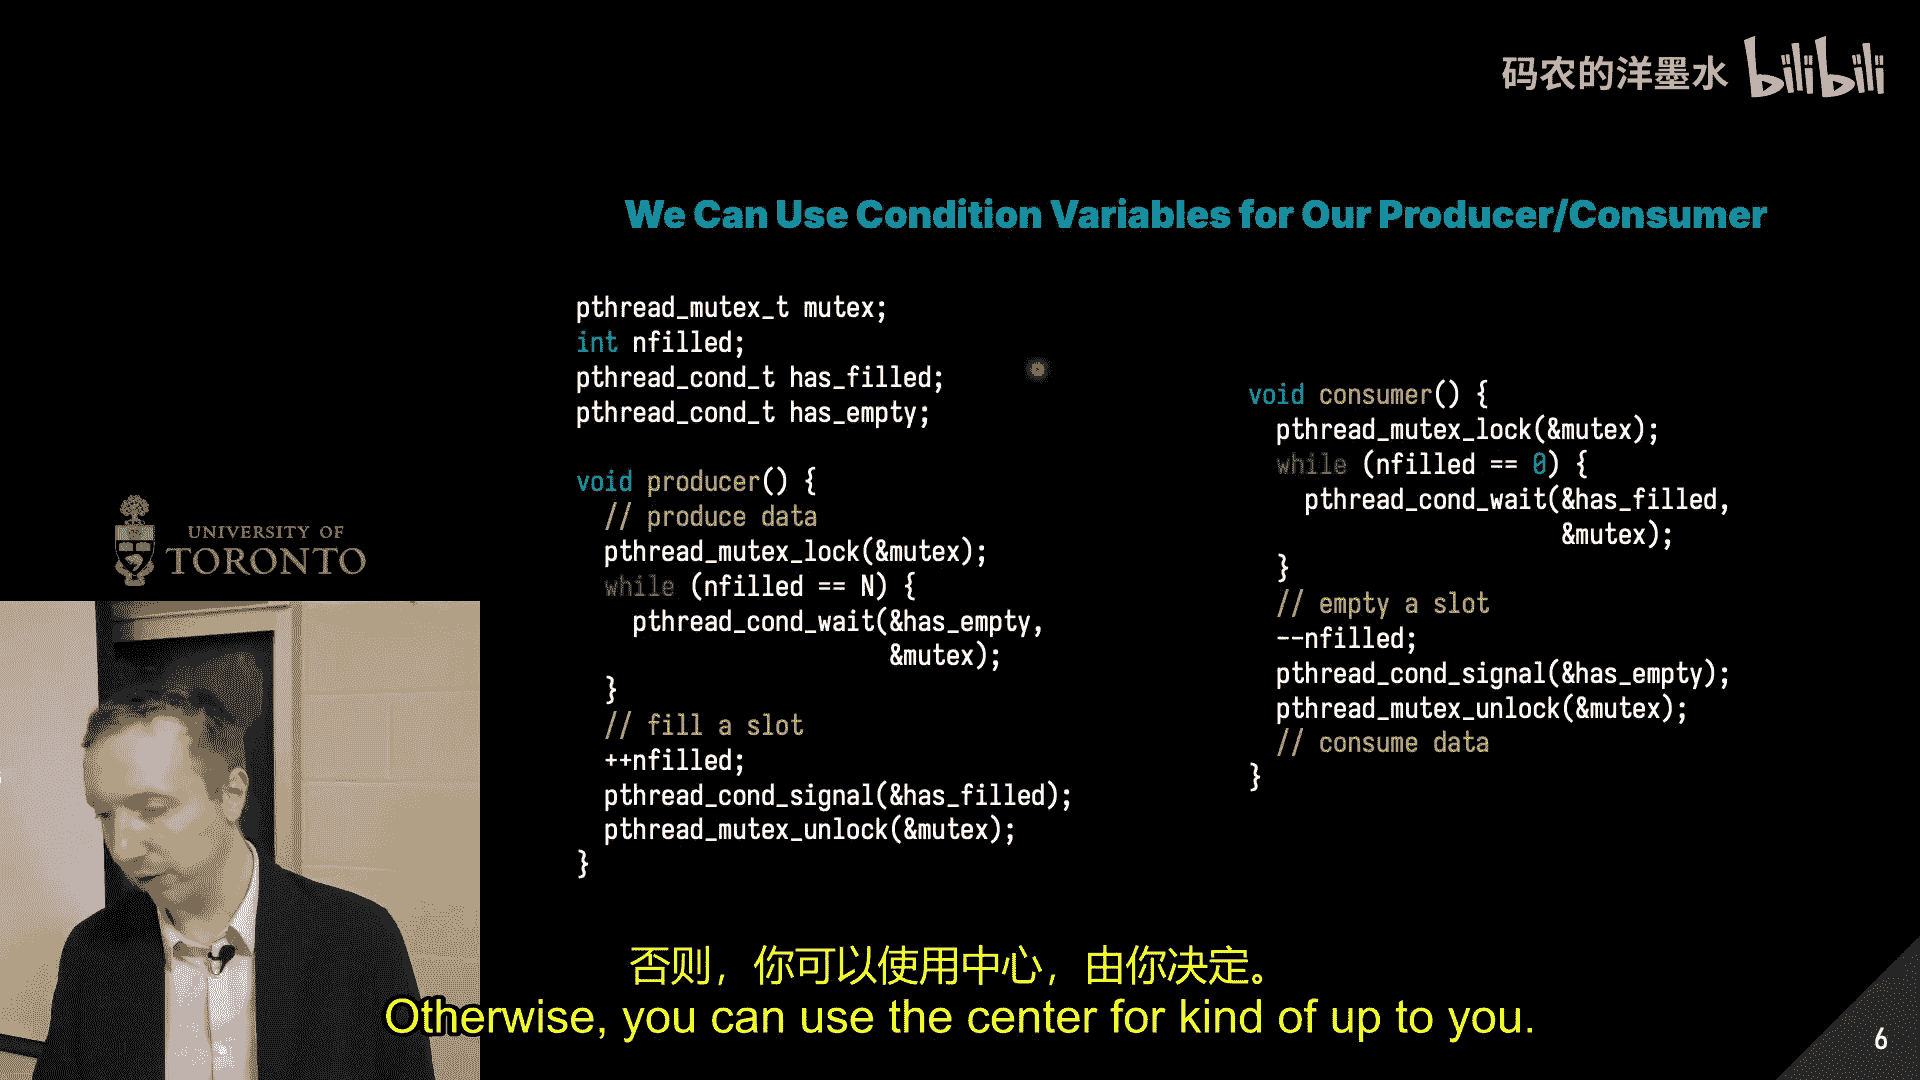 码农的洋墨水 bilibili
We Can Use Condition Variables for Our Producer/Consumer
pthread_mutex_t mutex;
int nfilled;
pthread_cond_t has_filled;
pthread_cond_t has_empty;
void producer() {
// produce data
pthread_mutex_lock(&mutex);
while (nfilled == N) {
pthread_cond_wait(&has_empty,
&mutex);
}
// fill a slot
++nfilled;
pthread_cond_signal(&has_filled);
pthread_mutex_unlock(&mutex);
}
void consumer() {
pthread_mutex_lock(&mutex);
while (nfilled == 0) {
pthread_cond_wait(&has_filled,
&mutex);
}
// empty a slot
--nfilled;
pthread_cond_signal(&has_empty);
pthread_mutex_unlock(&mutex);
// consume data
}
UNIVERSITY OF
TORONTO
否则，你可以使用中心，由你决定。
Otherwise, you can use the center for kind of up to you.
6